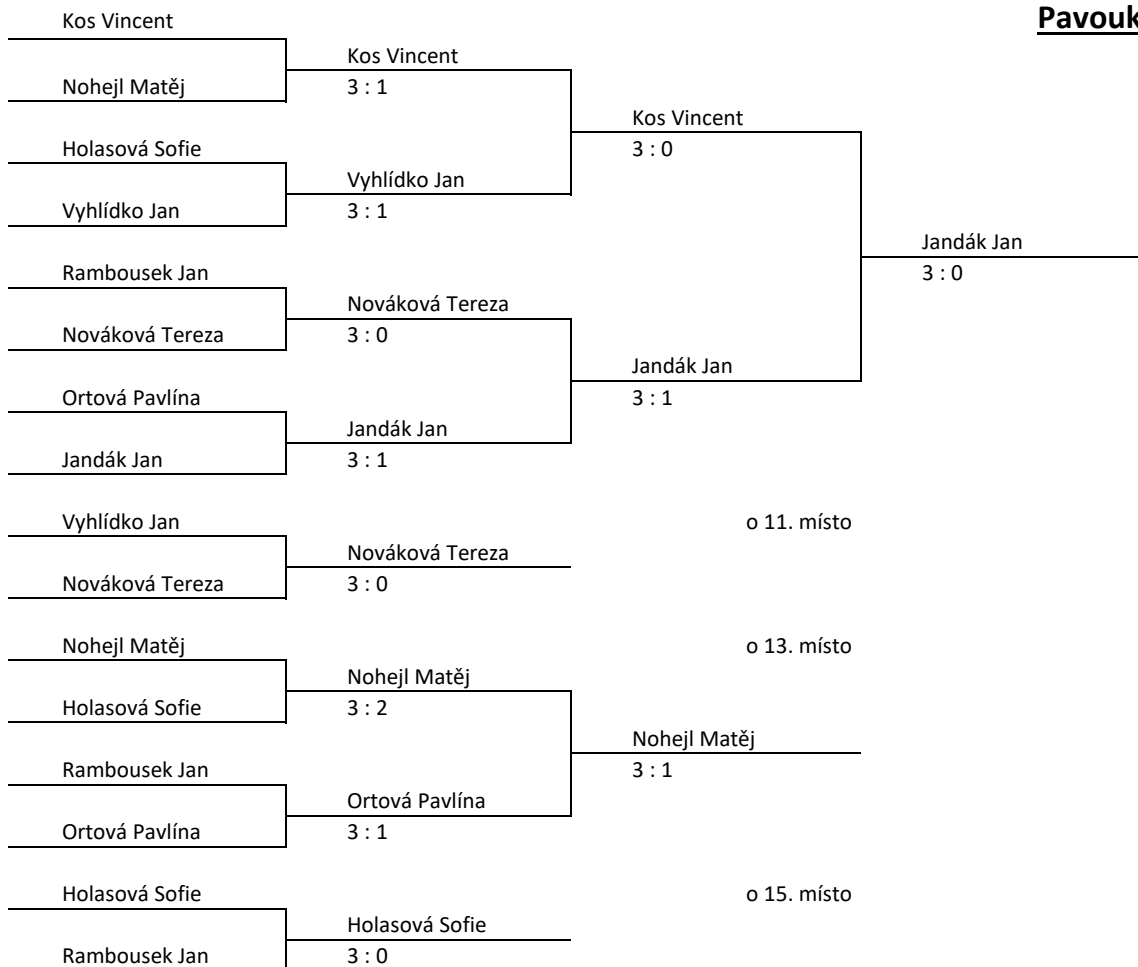 Pavouk
Kos Vincent
Kos Vincent
Nohejl Matěj
3 : 1
Kos Vincent
Holasová Sofie
3 : 0
Vyhlídko Jan
Vyhlídko Jan
3 : 1
Jandák Jan
Rambousek Jan
3 : 0
Nováková Tereza
Nováková Tereza
3 : 0
Jandák Jan
Ortová Pavlína
3 : 1
Jandák Jan
Jandák Jan
3 : 1
Vyhlídko Jan
o 11. místo
Nováková Tereza
Nováková Tereza
3 : 0
Nohejl Matěj
o 13. místo
Nohejl Matěj
Holasová Sofie
3 : 2
Nohejl Matěj
Rambousek Jan
3 : 1
Ortová Pavlína
Ortová Pavlína
3 : 1
Holasová Sofie
o 15. místo
Holasová Sofie
Rambousek Jan
3 : 0